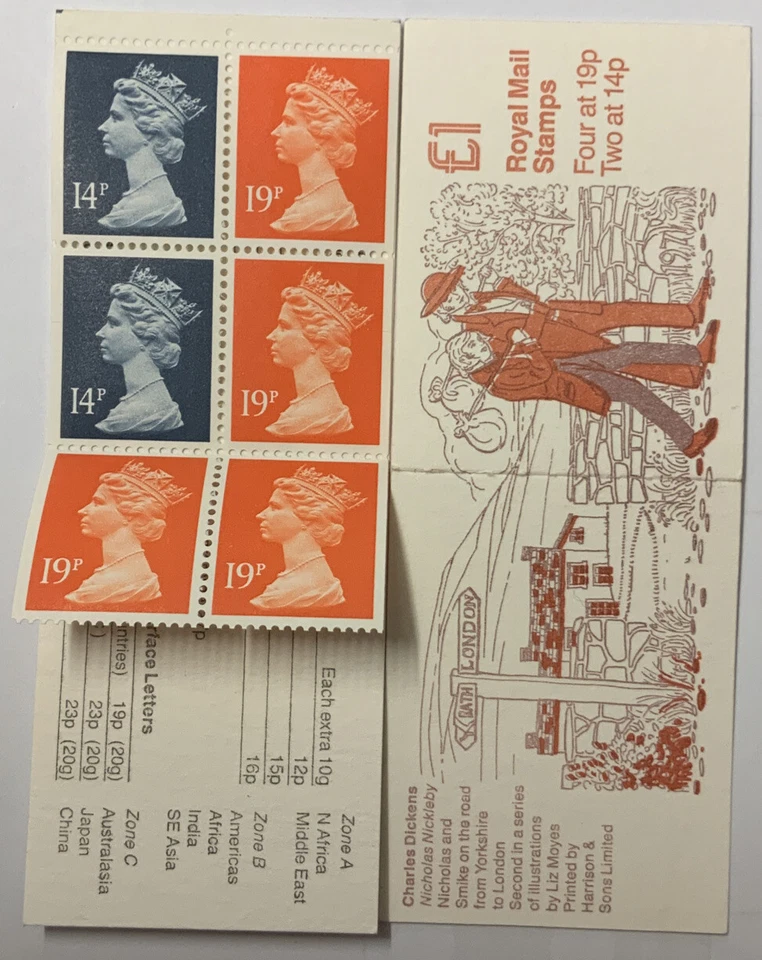 14P
19P
14P
19P
19P
19P
£1
Royal Mail
Stamps
Four at 19p
Two at 14p
LONDON
Charles Dickens
Nicholas Nickleby
Nicholas and
Smike on the road
from Yorkshire
to London
Second in a series
of illustrations
by Liz Moyes
Printed by
Harrison &
Sons Limited
Each extra 10g
12p
15p
16p
Zone A
N Africa
Middle East
Zone B
Americas
Africa
India
SE Asia
rface Letters
ntries) 19p (20g)
) 23p (20g)
23p (20g)
Zone C
Australasia
Japan
China